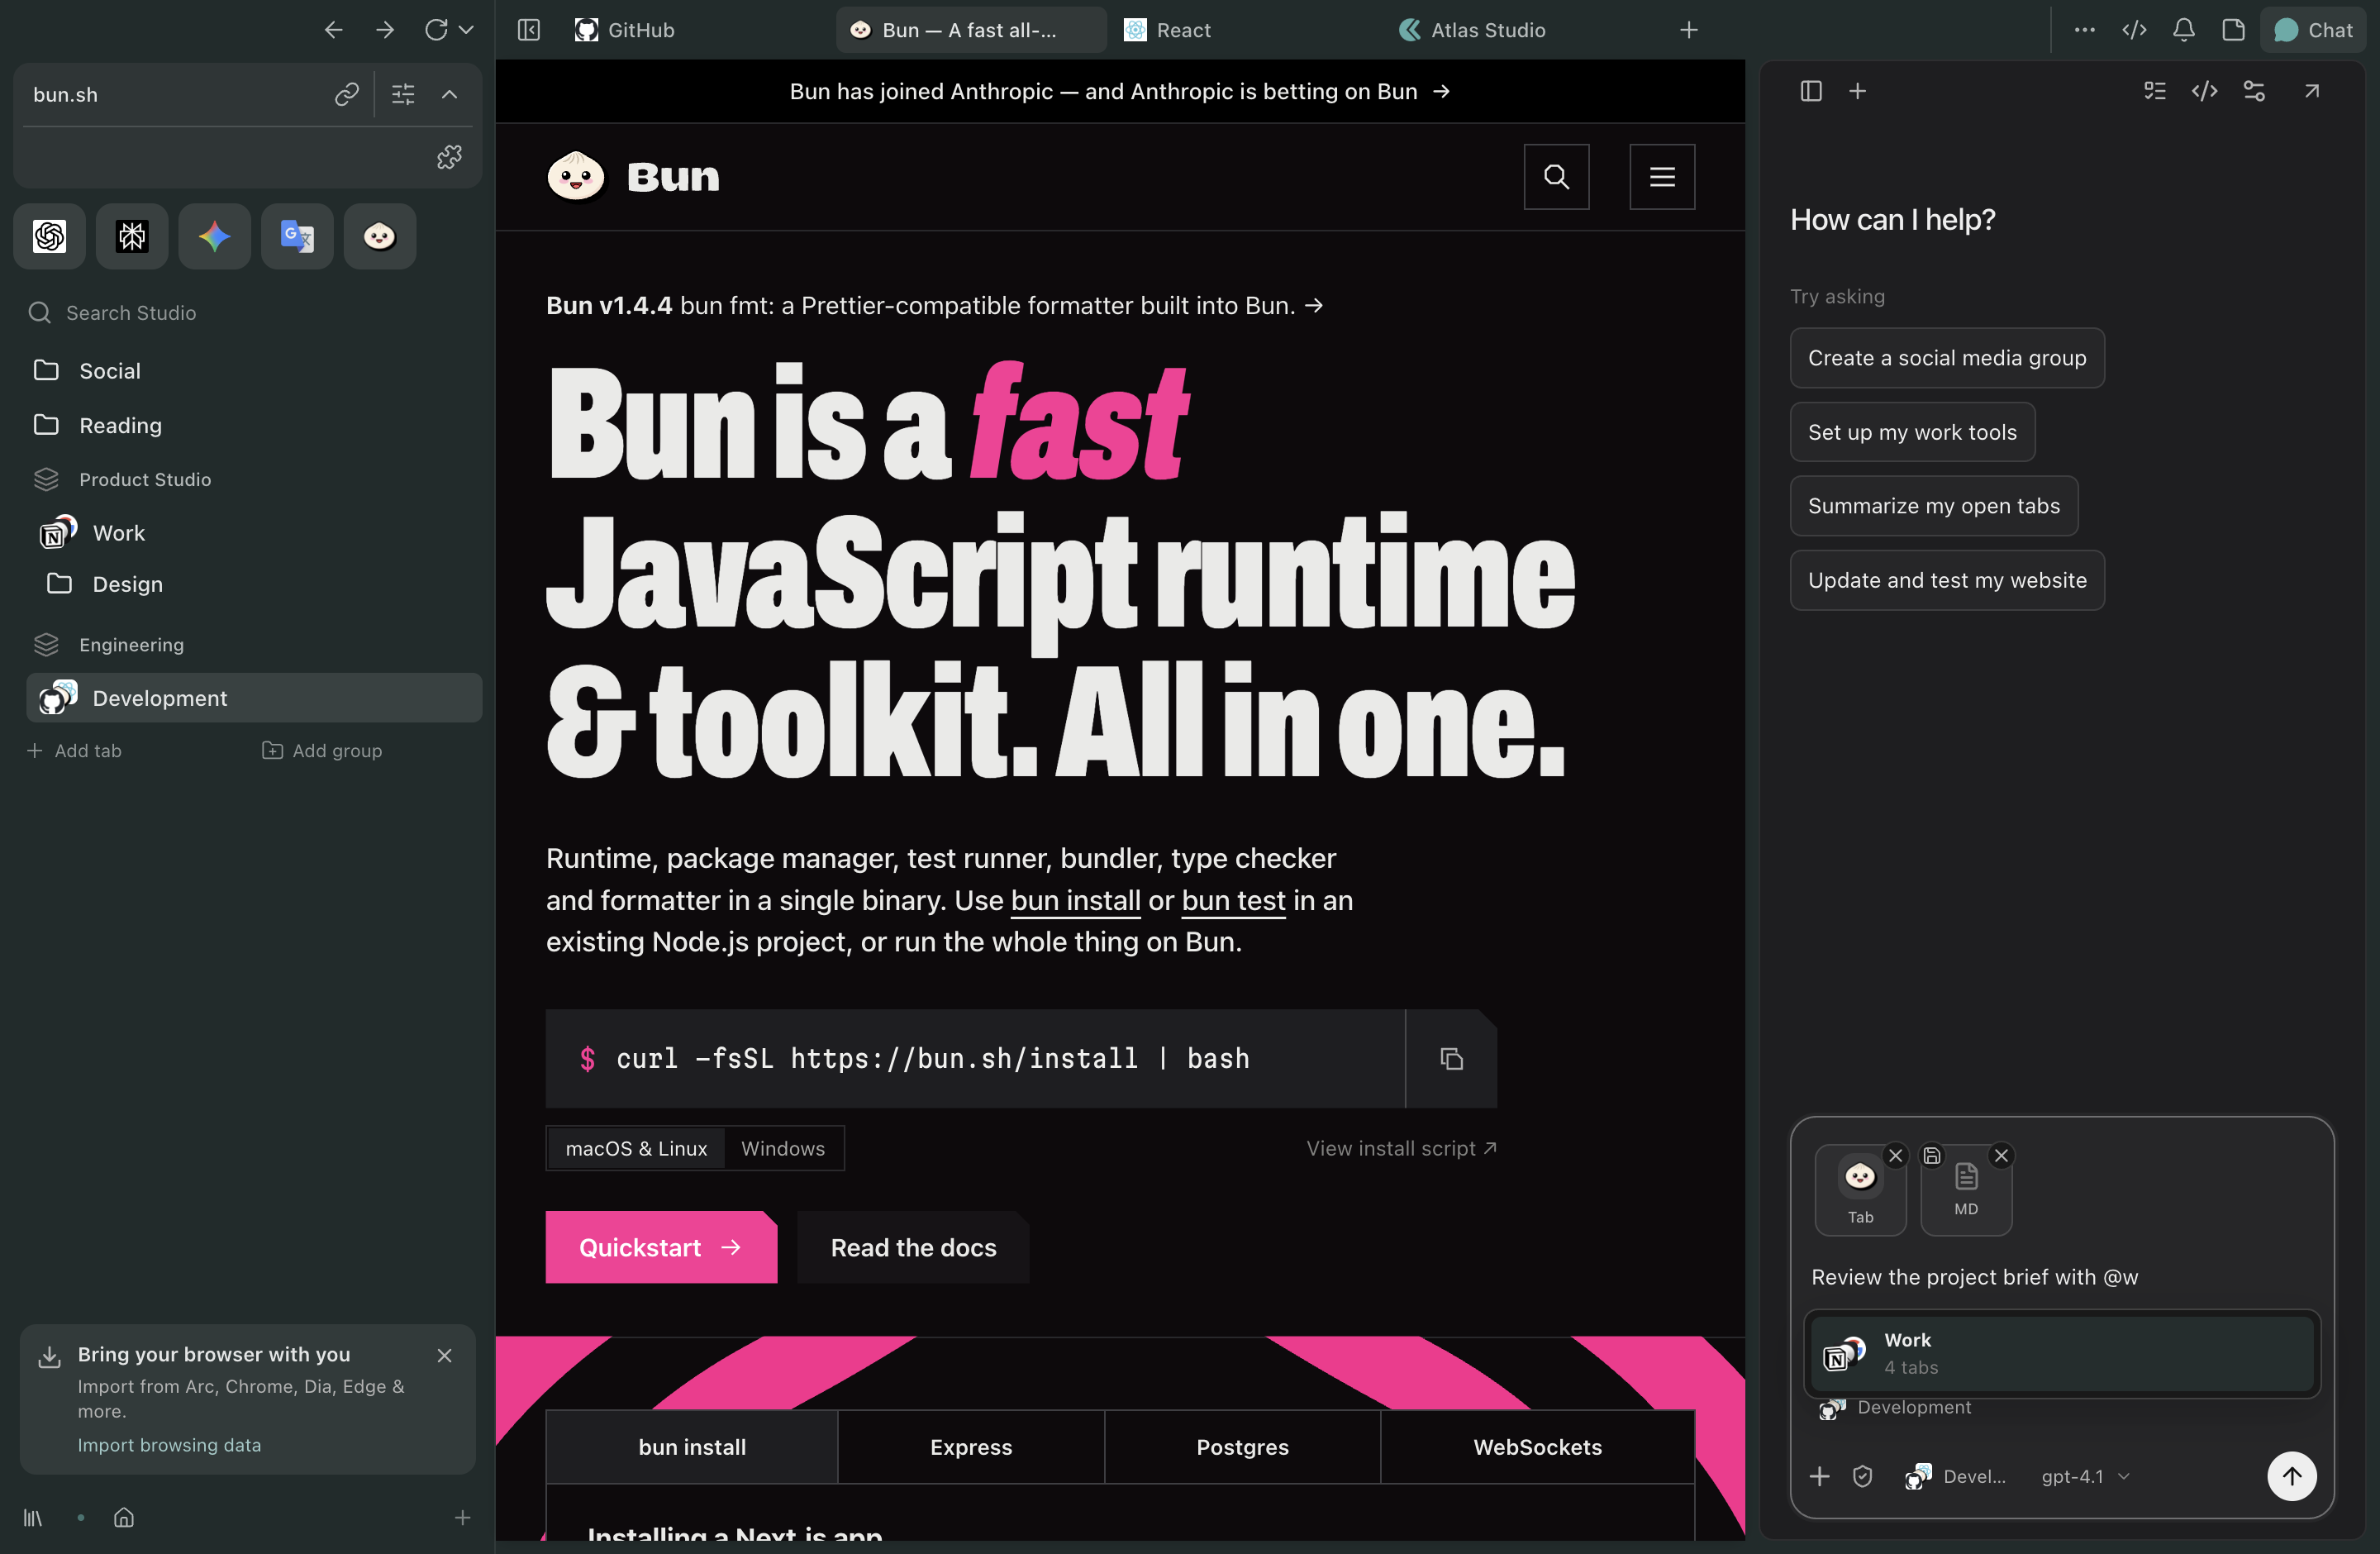 GitHub
Bun — A fast all-...
React
Atlas Studio
Chat
bun.sh
Search Studio
Social
Reading
Product Studio
Work
Design
Engineering
Development
Add tab
Add group
Bring your browser with you
Import from Arc, Chrome, Dia, Edge &
more.
Import browsing data
Bun has joined Anthropic — and Anthropic is betting on Bun →
Bun
Bun v1.4.4 bun fmt: a Prettier-compatible formatter built into Bun. →
Bun is a fast
JavaScript runtime
& toolkit. All in one.
Runtime, package manager, test runner, bundler, type checker
and formatter in a single binary. Use bun install or bun test in an
existing Node.js project, or run the whole thing on Bun.
$ curl -fsSL https://bun.sh/install | bash
macOS & Linux
Windows
View install script ↗
Quickstart →
Read the docs
bun install
Express
Postgres
WebSockets
Installing a Next.js app
How can I help?
Try asking
Create a social media group
Set up my work tools
Summarize my open tabs
Update and test my website
Tab
MD
Review the project brief with @w
Work
4 tabs
Development
Devel...
gpt-4.1